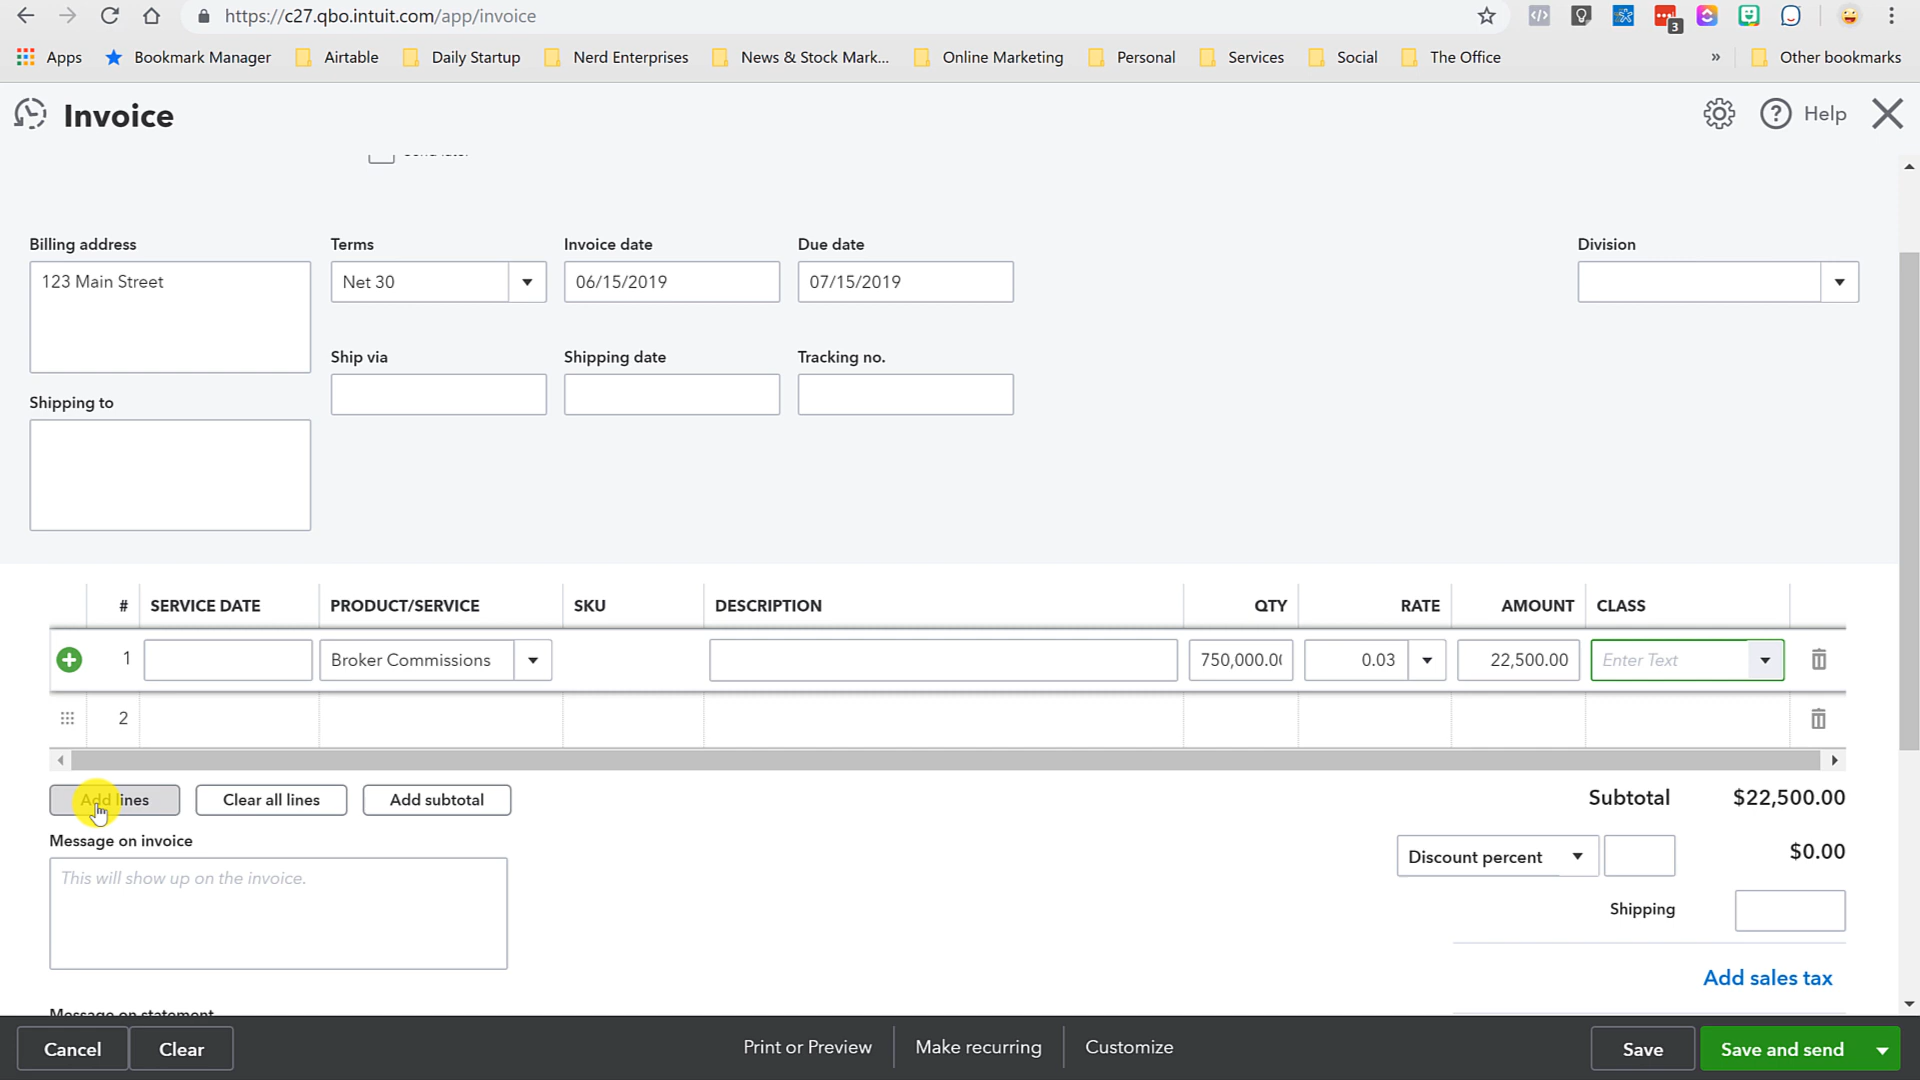 https://c27.qbo.intuit.com/app/invoice
3
Apps
Bookmark Manager
Airtable
Daily Startup
Nerd Enterprises
News & Stock Mark...
Online Marketing
Personal
Services
Social
The Office
»
Other bookmarks
Invoice
Help
Billing address
Terms
Invoice date
Due date
Division
123 Main Street
Net 30
06/15/2019
07/15/2019
Ship via
Shipping date
Tracking no.
Shipping to
# SERVICE DATE PRODUCT/SERVICE SKU DESCRIPTION QTY RATE AMOUNT CLASS
1 Broker Commissions 750,000.0 0.03 22,500.00 Enter Text
2
Add lines
Clear all lines
Add subtotal
Subtotal $22,500.00
Message on invoice
Discount percent
$0.00
This will show up on the invoice.
Shipping
Add sales tax
Message on statement
Cancel
Clear
Print or Preview
Make recurring
Customize
Save
Save and send